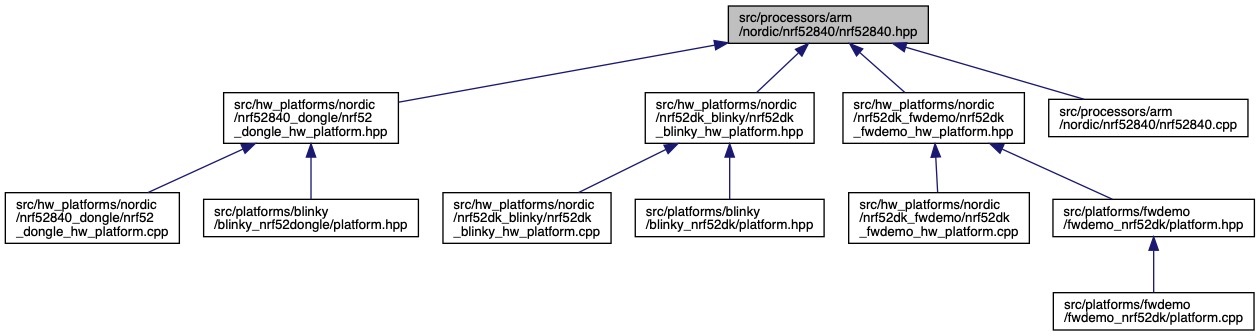 src/processors/arm
/nordic/nrf52840/nrf52840.hpp
src/hw_platforms/nordic
/nrf52840_dongle/nrf52
_dongle_hw_platform.hpp
src/hw_platforms/nordic
/nrf52dk_blinky/nrf52dk
_blinky_hw_platform.hpp
src/hw_platforms/nordic
/nrf52dk_fwdemo/nrf52dk
_fwdemo_hw_platform.hpp
src/processors/arm
/nordic/nrf52840/nrf52840.cpp
src/hw_platforms/nordic
/nrf52840_dongle/nrf52
_dongle_hw_platform.cpp
src/platforms/blinky
/blinky_nrf52dongle/platform.hpp
src/hw_platforms/nordic
/nrf52dk_blinky/nrf52dk
_blinky_hw_platform.cpp
src/platforms/blinky
/blinky_nrf52dk/platform.hpp
src/hw_platforms/nordic
/nrf52dk_fwdemo/nrf52dk
_fwdemo_hw_platform.cpp
src/platforms/fwdemo
/fwdemo_nrf52dk/platform.hpp
src/platforms/fwdemo
/fwdemo_nrf52dk/platform.cpp